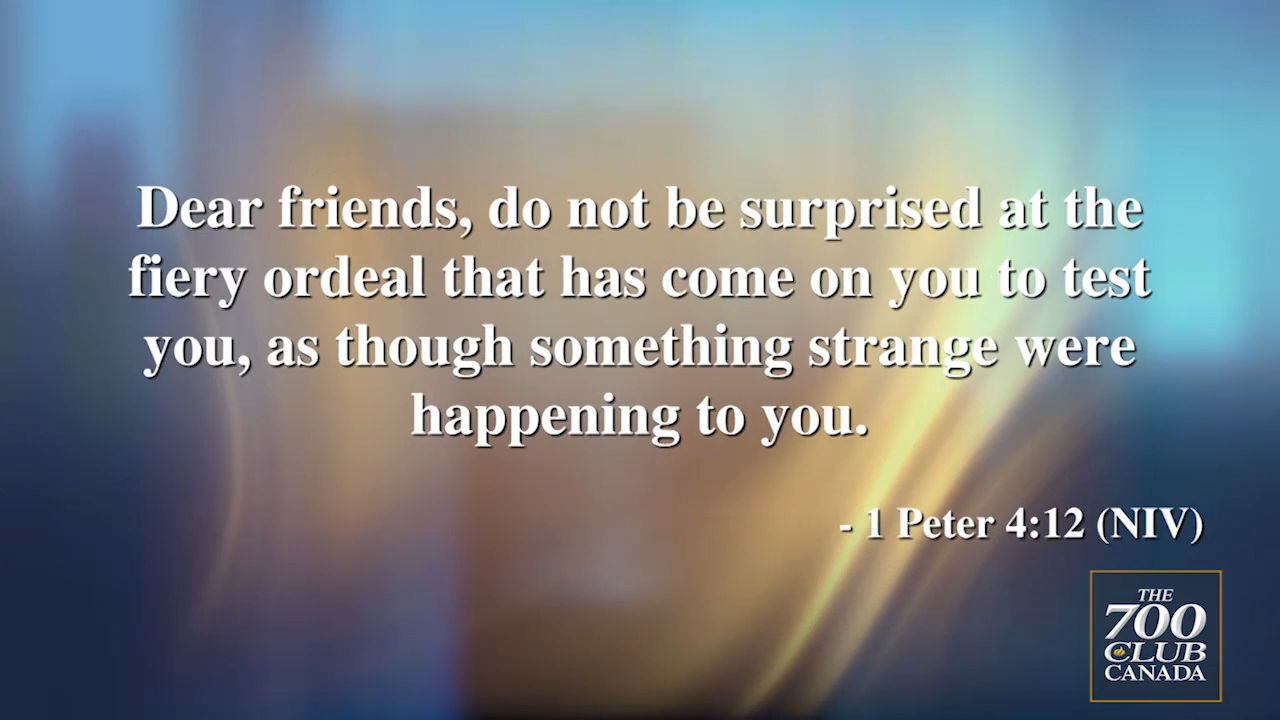 Dear friends, do not be surprised at the
fiery ordeal that has come on you to test
you, as though something strange were
happening to you.
- 1 Peter 4:12 (NIV)
THE
700
CLUB
CANADA